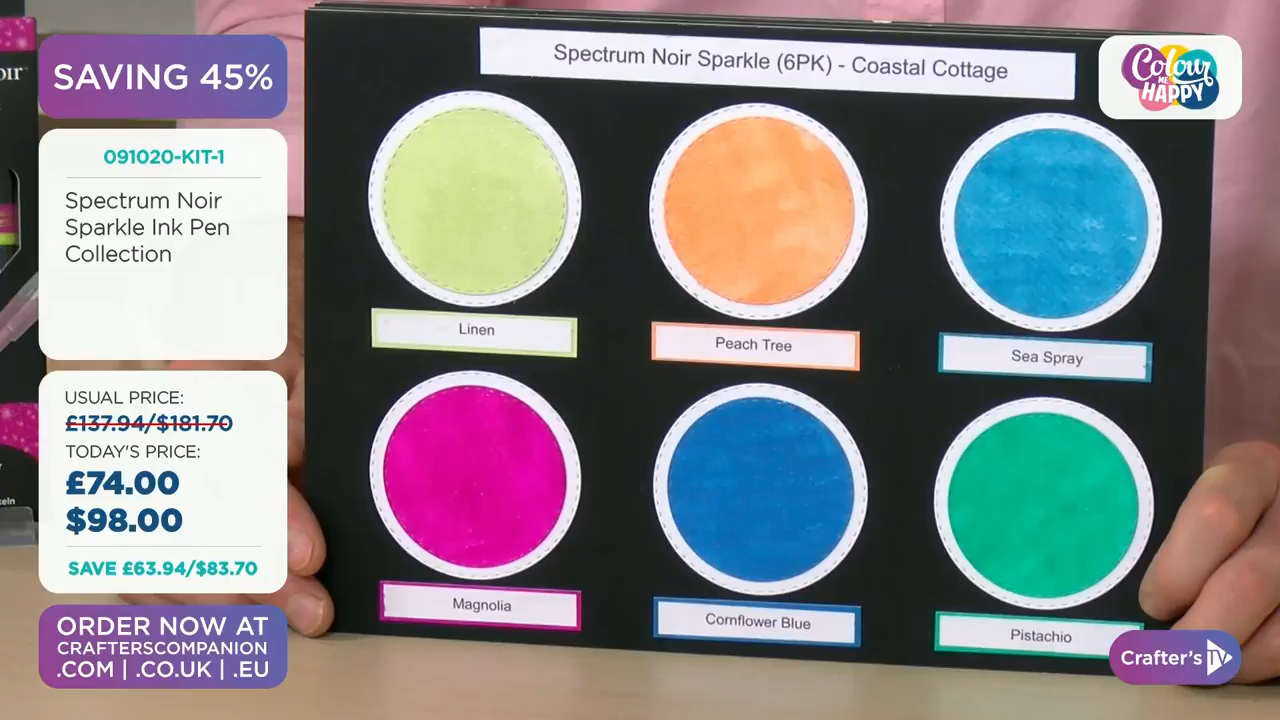 SAVING 45%
091020-KIT-1
Spectrum Noir
Sparkle Ink Pen
Collection
USUAL PRICE:
£137.94/$181.70
TODAY'S PRICE:
£74.00
$98.00
SAVE £63.94/$83.70
ORDER NOW AT
CRAFTERSCOMPANION
.COM | .CO.UK | .EU
Spectrum Noir Sparkle (6PK) - Coastal Cottage
Linen
Peach Tree
Sea Spray
Magnolia
Cornflower Blue
Pistachio
Colour
ME
HAPPY
Crafter's TV